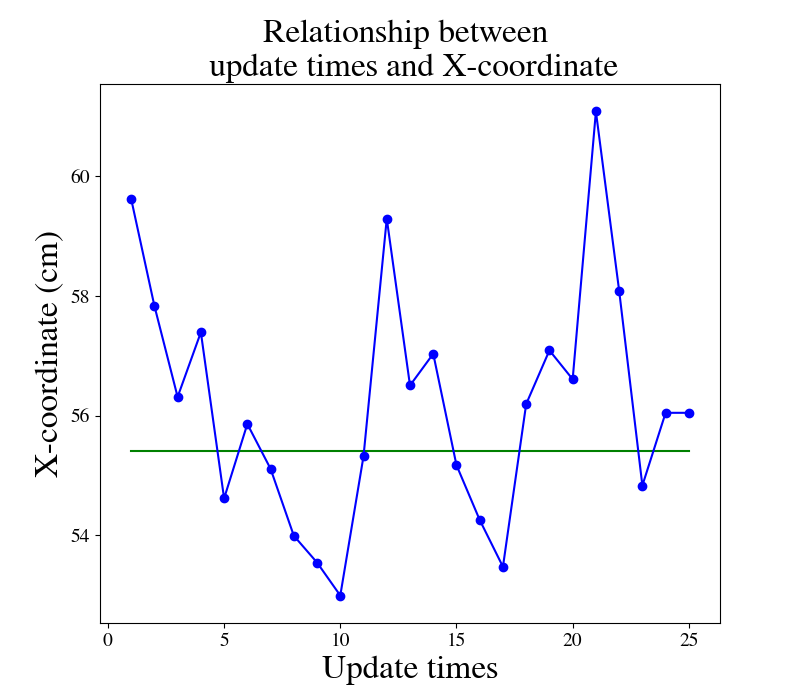 Relationship between
update times and X-coordinate
X-coordinate (cm)
60
58
56
54
0 5 10 15 20 25
Update times